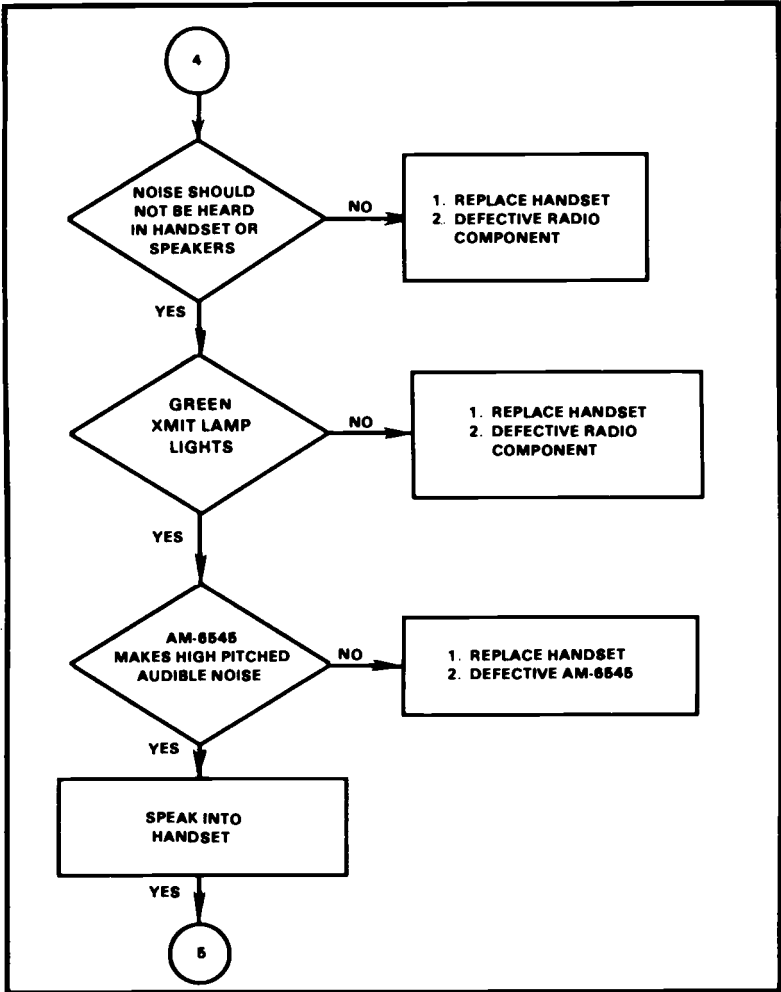 4
NOISE SHOULD
NOT BE HEARD
IN HANDSET OR
SPEAKERS
NO
1. REPLACE HANDSET
2. DEFECTIVE RADIO
COMPONENT
YES
GREEN
XMIT LAMP
LIGHTS
NO
1. REPLACE HANDSET
2. DEFECTIVE RADIO
COMPONENT
YES
AM-6545
MAKES HIGH PITCHED
AUDIBLE NOISE
NO
1. REPLACE HANDSET
2. DEFECTIVE AM-6545
YES
SPEAK INTO
HANDSET
YES
5